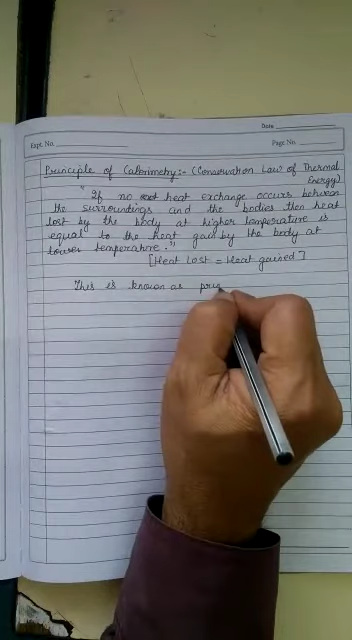 Date
Expt. No.
Page No.
Principle of Calorimetry:- (Conservation Law of Thermal
Energy)
"If no heat exchange occurs between
the surroundings and the bodies then heat
lost by the body at higher temperature is
equal to the heat gain by the body at
lower temperature."
[Heat Lost = Heat gained]
This is known as prin